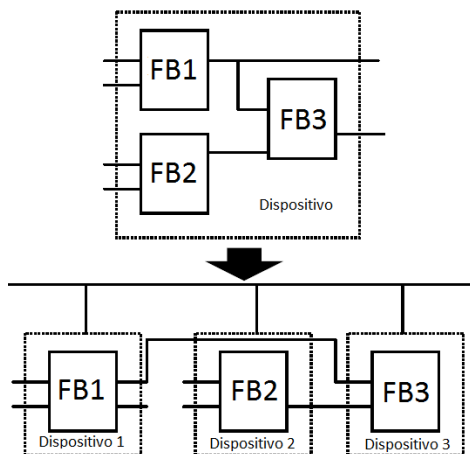 FB1
FB3
FB2
Dispositivo
FB1
FB2
FB3
Dispositivo 1
Dispositivo 2
Dispositivo 3